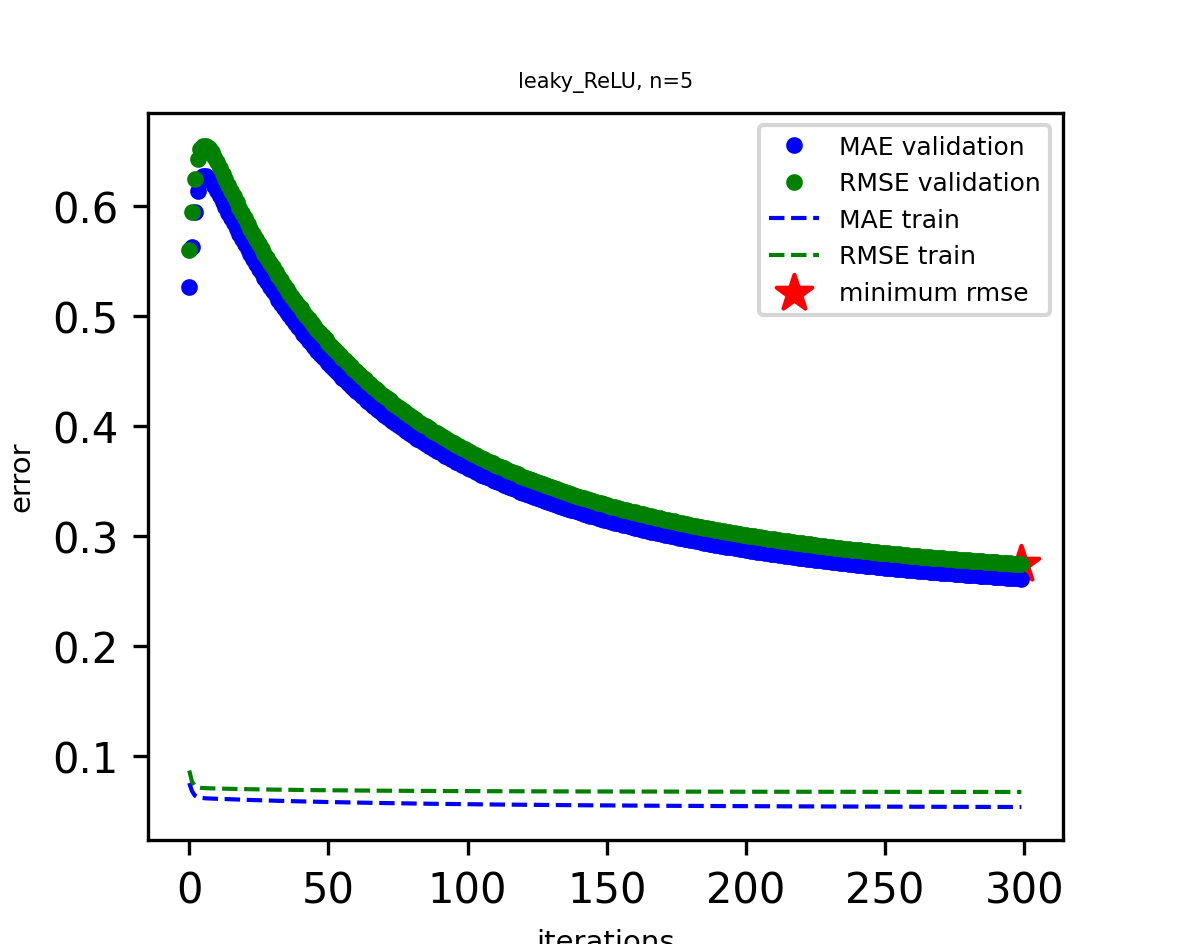 leaky_ReLU, n=5
MAE validation
RMSE validation
MAE train
RMSE train
minimum rmse
error
0.6
0.5
0.4
0.3
0.2
0.1
0 50 100 150 200 250 300
iterations